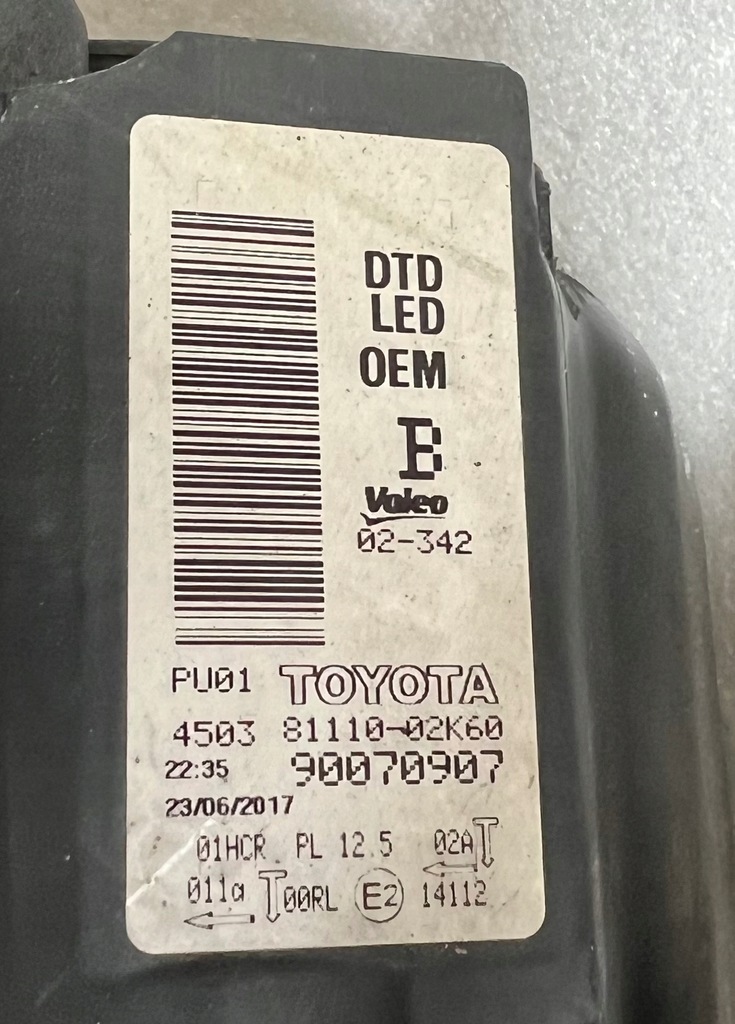 DTD
LED
OEM
B
Valeo
02-342
PU01 TOYOTA
4503 81110-02K60
22:35 90070907
23/06/2017
01HCR PL 12.5 02A
011a 00RL E2 14112